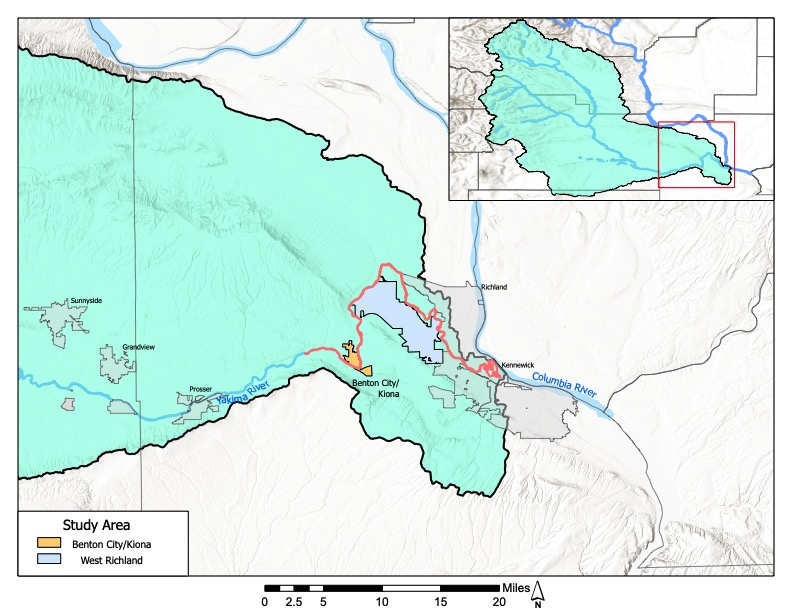 Richland
Sunnyside
Grandview
Kennewick
Columbia River
Benton City/
Kiona
Prosser
Yakima River
Study Area
Benton City/Kiona
West Richland
Miles
0 2.5 5 10 15 20
N